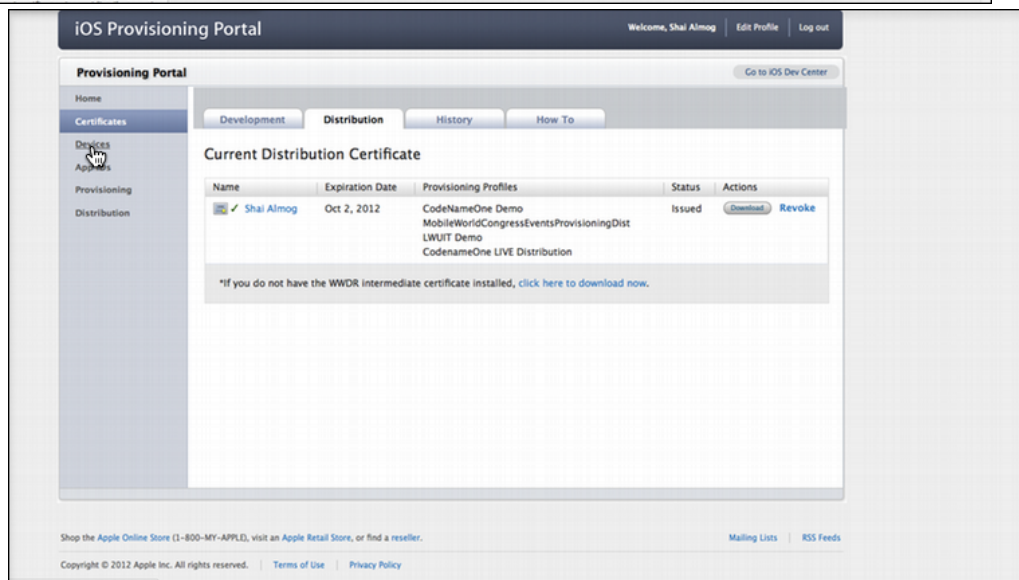 iOS Provisioning Portal
Welcome, Shai Almog Edit Profile Log out
Provisioning Portal
Go to iOS Dev Center
Home
Certificates
Devices
Provisioning
Distribution
Development Distribution History How To
Current Distribution Certificate
Name Expiration Date Provisioning Profiles Status Actions
Shai Almog Oct 2, 2012 CodeNameOne Demo Issued Download Revoke
MobileWorldCongressEventsProvisioningDist
LWUIT Demo
CodenameOne LIVE Distribution
*If you do not have the WWDR intermediate certificate installed, click here to download now.
Shop the Apple Online Store (1-800-MY-APPLE), visit an Apple Retail Store, or find a reseller.
Mailing Lists RSS Feeds
Copyright © 2012 Apple Inc. All rights reserved. Terms of Use Privacy Policy